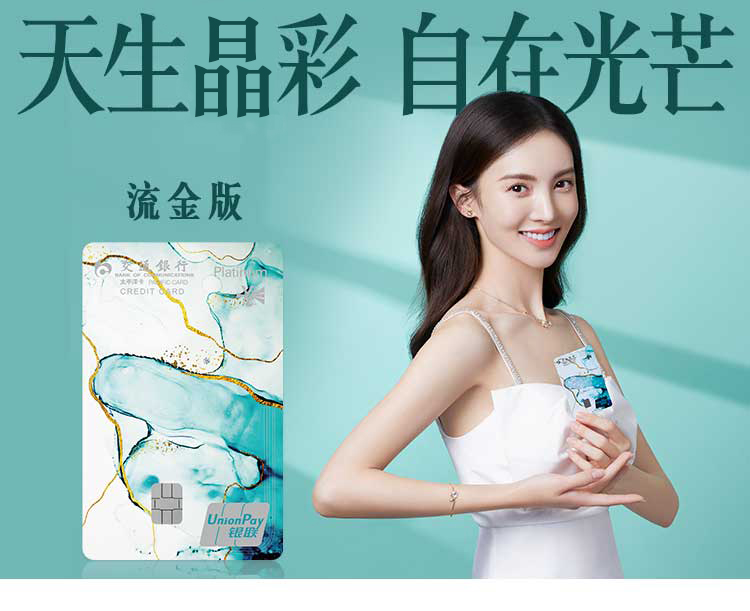 天生晶彩 自在光芒
流金版
交通銀行
BANK OF COMMUNICATIONS
Platinum
太平洋卡 PACIFIC CARD
CREDIT CARD
UnionPay
银联